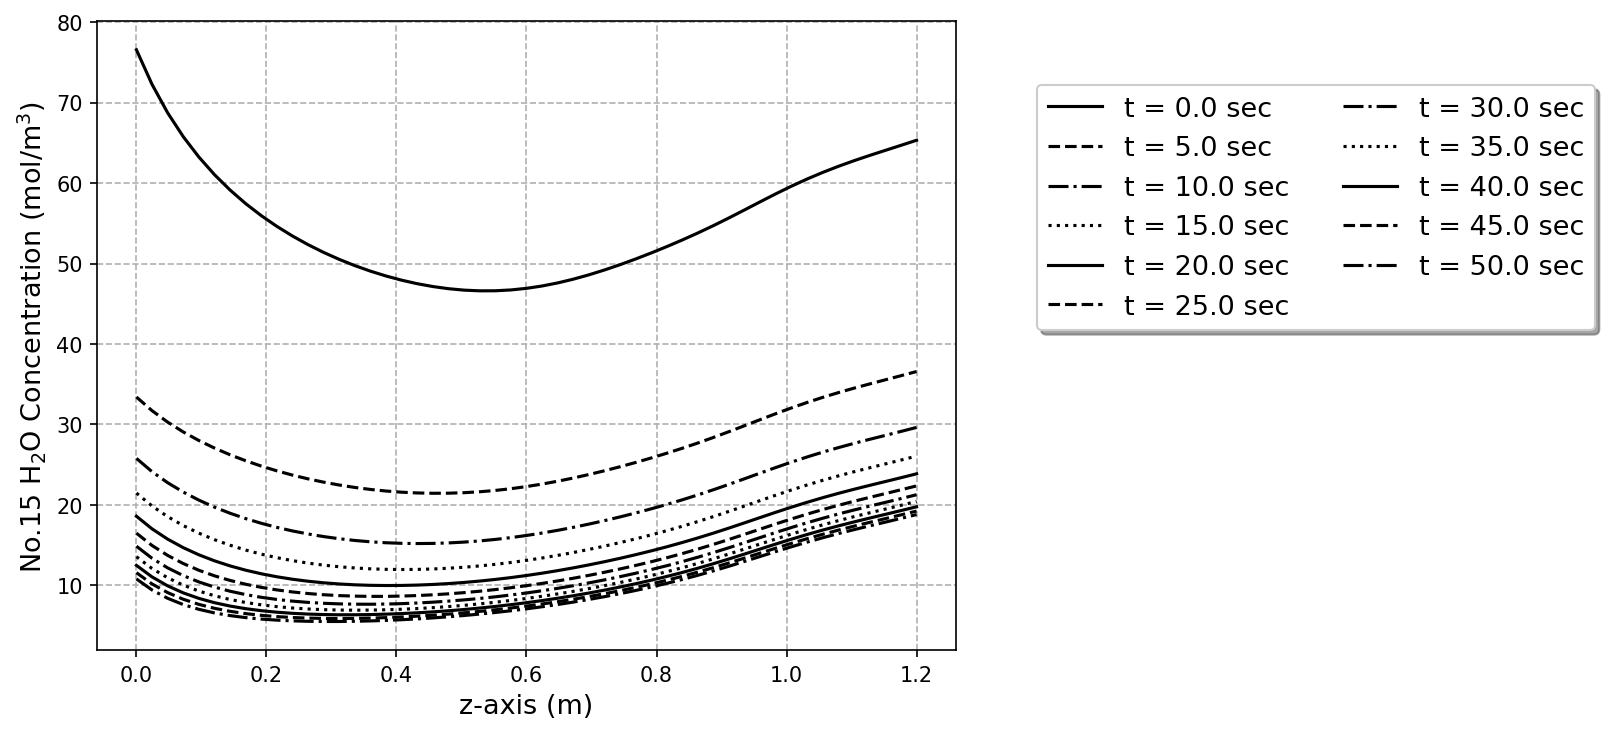 No.15 H₂O Concentration (mol/m³)
80
70
60
50
40
30
20
10
0.0 0.2 0.4 0.6 0.8 1.0 1.2
z-axis (m)
t = 0.0 sec
t = 5.0 sec
t = 10.0 sec
t = 15.0 sec
t = 20.0 sec
t = 25.0 sec
t = 30.0 sec
t = 35.0 sec
t = 40.0 sec
t = 45.0 sec
t = 50.0 sec